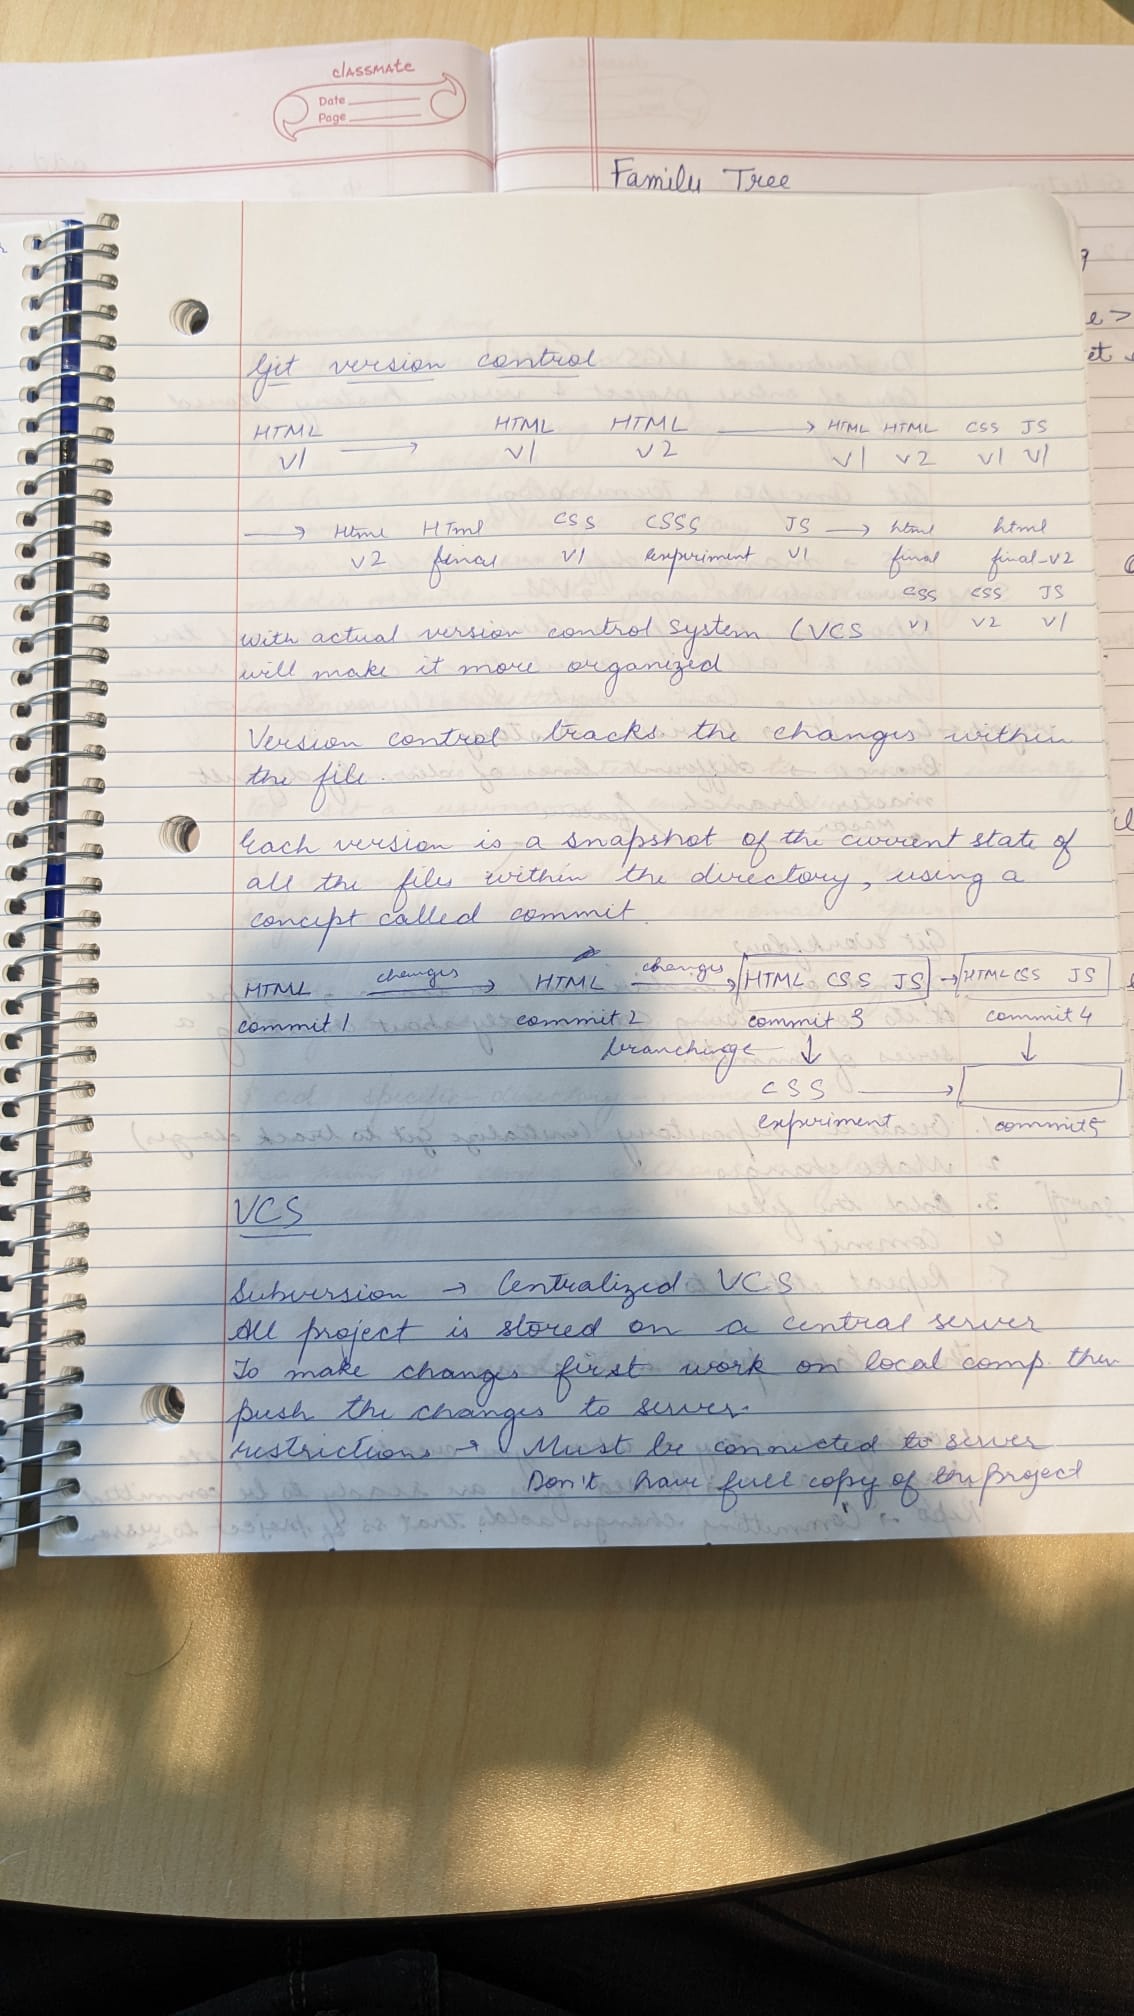 classmate
Date
Page
Family Tree
Git version control
HTML HTML HTML → HTML HTML CSS JS
v1 → v1 v2 v1 v2 v1 v1
→ Html HTml CSS CSSS JS → html html
v2 final v1 experiment v1 final final-v2
CSS CSS JS
with actual version control system (VCS v1 v2 v1
will make it more organized
Version control tracks the changes within
the file.
Each version is a snapshot of the current state of
all the files within the directory, using a
concept called commit.
HTML changes → HTML changes → HTML CSS JS → HTML CSS JS
commit 1 commit 2 commit 3 commit 4
branchinge ↓ ↓
CSS →
experiment commit5
VCS
Subversion → Centralized VCS
All project is stored on a central server
To make changes first work on local comp. then
push the changes to server.
restrictions → Must be connected to server
Don't have full copy of the project